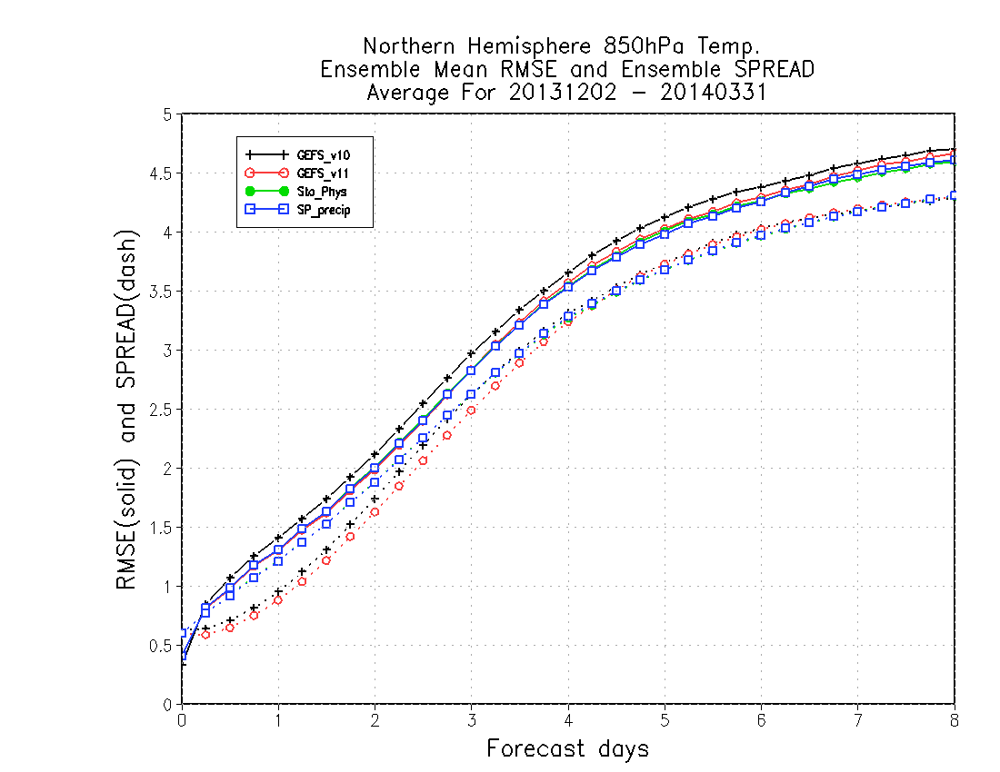 Northern Hemisphere 850hPa Temp.
Ensemble Mean RMSE and Ensemble SPREAD
Average For 20131202 - 20140331
RMSE(solid) and SPREAD(dash)
5
4.5
4
3.5
3
2.5
2
1.5
1
0.5
0
GEFS_v10
GEFS_v11
Sto_Phys
SP_precip
0 1 2 3 4 5 6 7 8
Forecast days